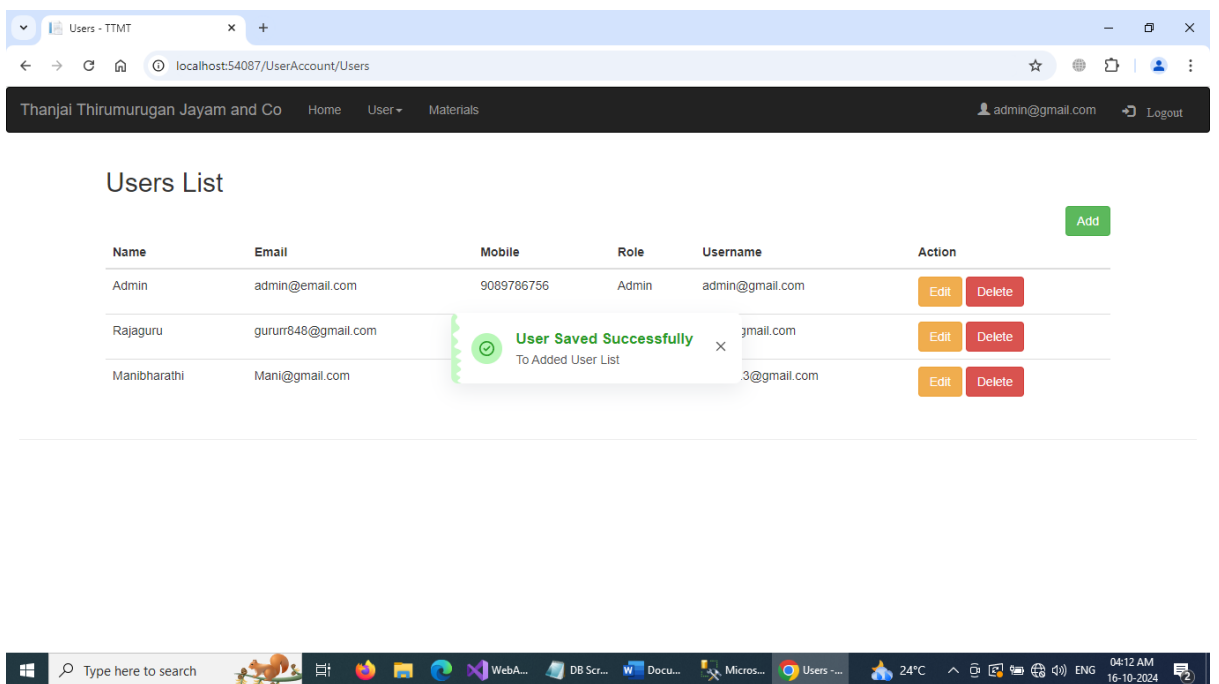 Users - TTMT
localhost:54087/UserAccount/Users
Thanjai Thirumurugan Jayam and Co Home User Materials admin@gmail.com Logout
Users List
Add
Name Email Mobile Role Username Action
Admin admin@email.com 9089786756 Admin admin@gmail.com Edit Delete
Rajaguru gururr848@gmail.com gmail.com Edit Delete
User Saved Successfully
To Added User List
Manibharathi Mani@gmail.com .3@gmail.com Edit Delete
Type here to search WebA... DB Scr... Docu... Micros... Users -... 24°C ENG 04:12 AM
16-10-2024 2